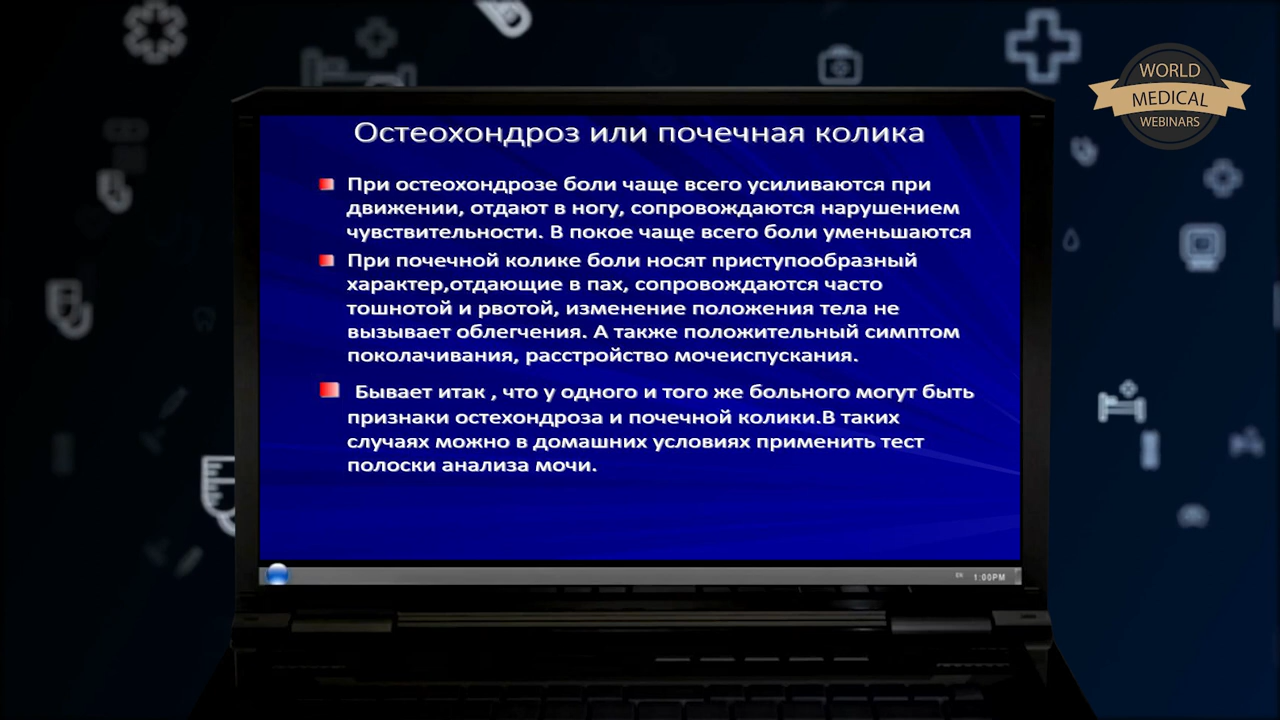 WORLD
MEDICAL
WEBINARS
Остеохондроз или почечная колика
При остеохондрозе боли чаще всего усиливаются при
движении, отдают в ногу, сопровождаются нарушением
чувствительности. В покое чаще всего боли уменьшаются
При почечной колике боли носят приступообразный
характер,отдающие в пах, сопровождаются часто
тошнотой и рвотой, изменение положения тела не
вызывает облегчения. А также положительный симптом
поколачивания, расстройство мочеиспускания.
Бывает итак , что у одного и того же больного могут быть
признаки остехондроза и почечной колики.В таких
случаях можно в домашних условиях применить тест
полоски анализа мочи.
EN 1:00PM